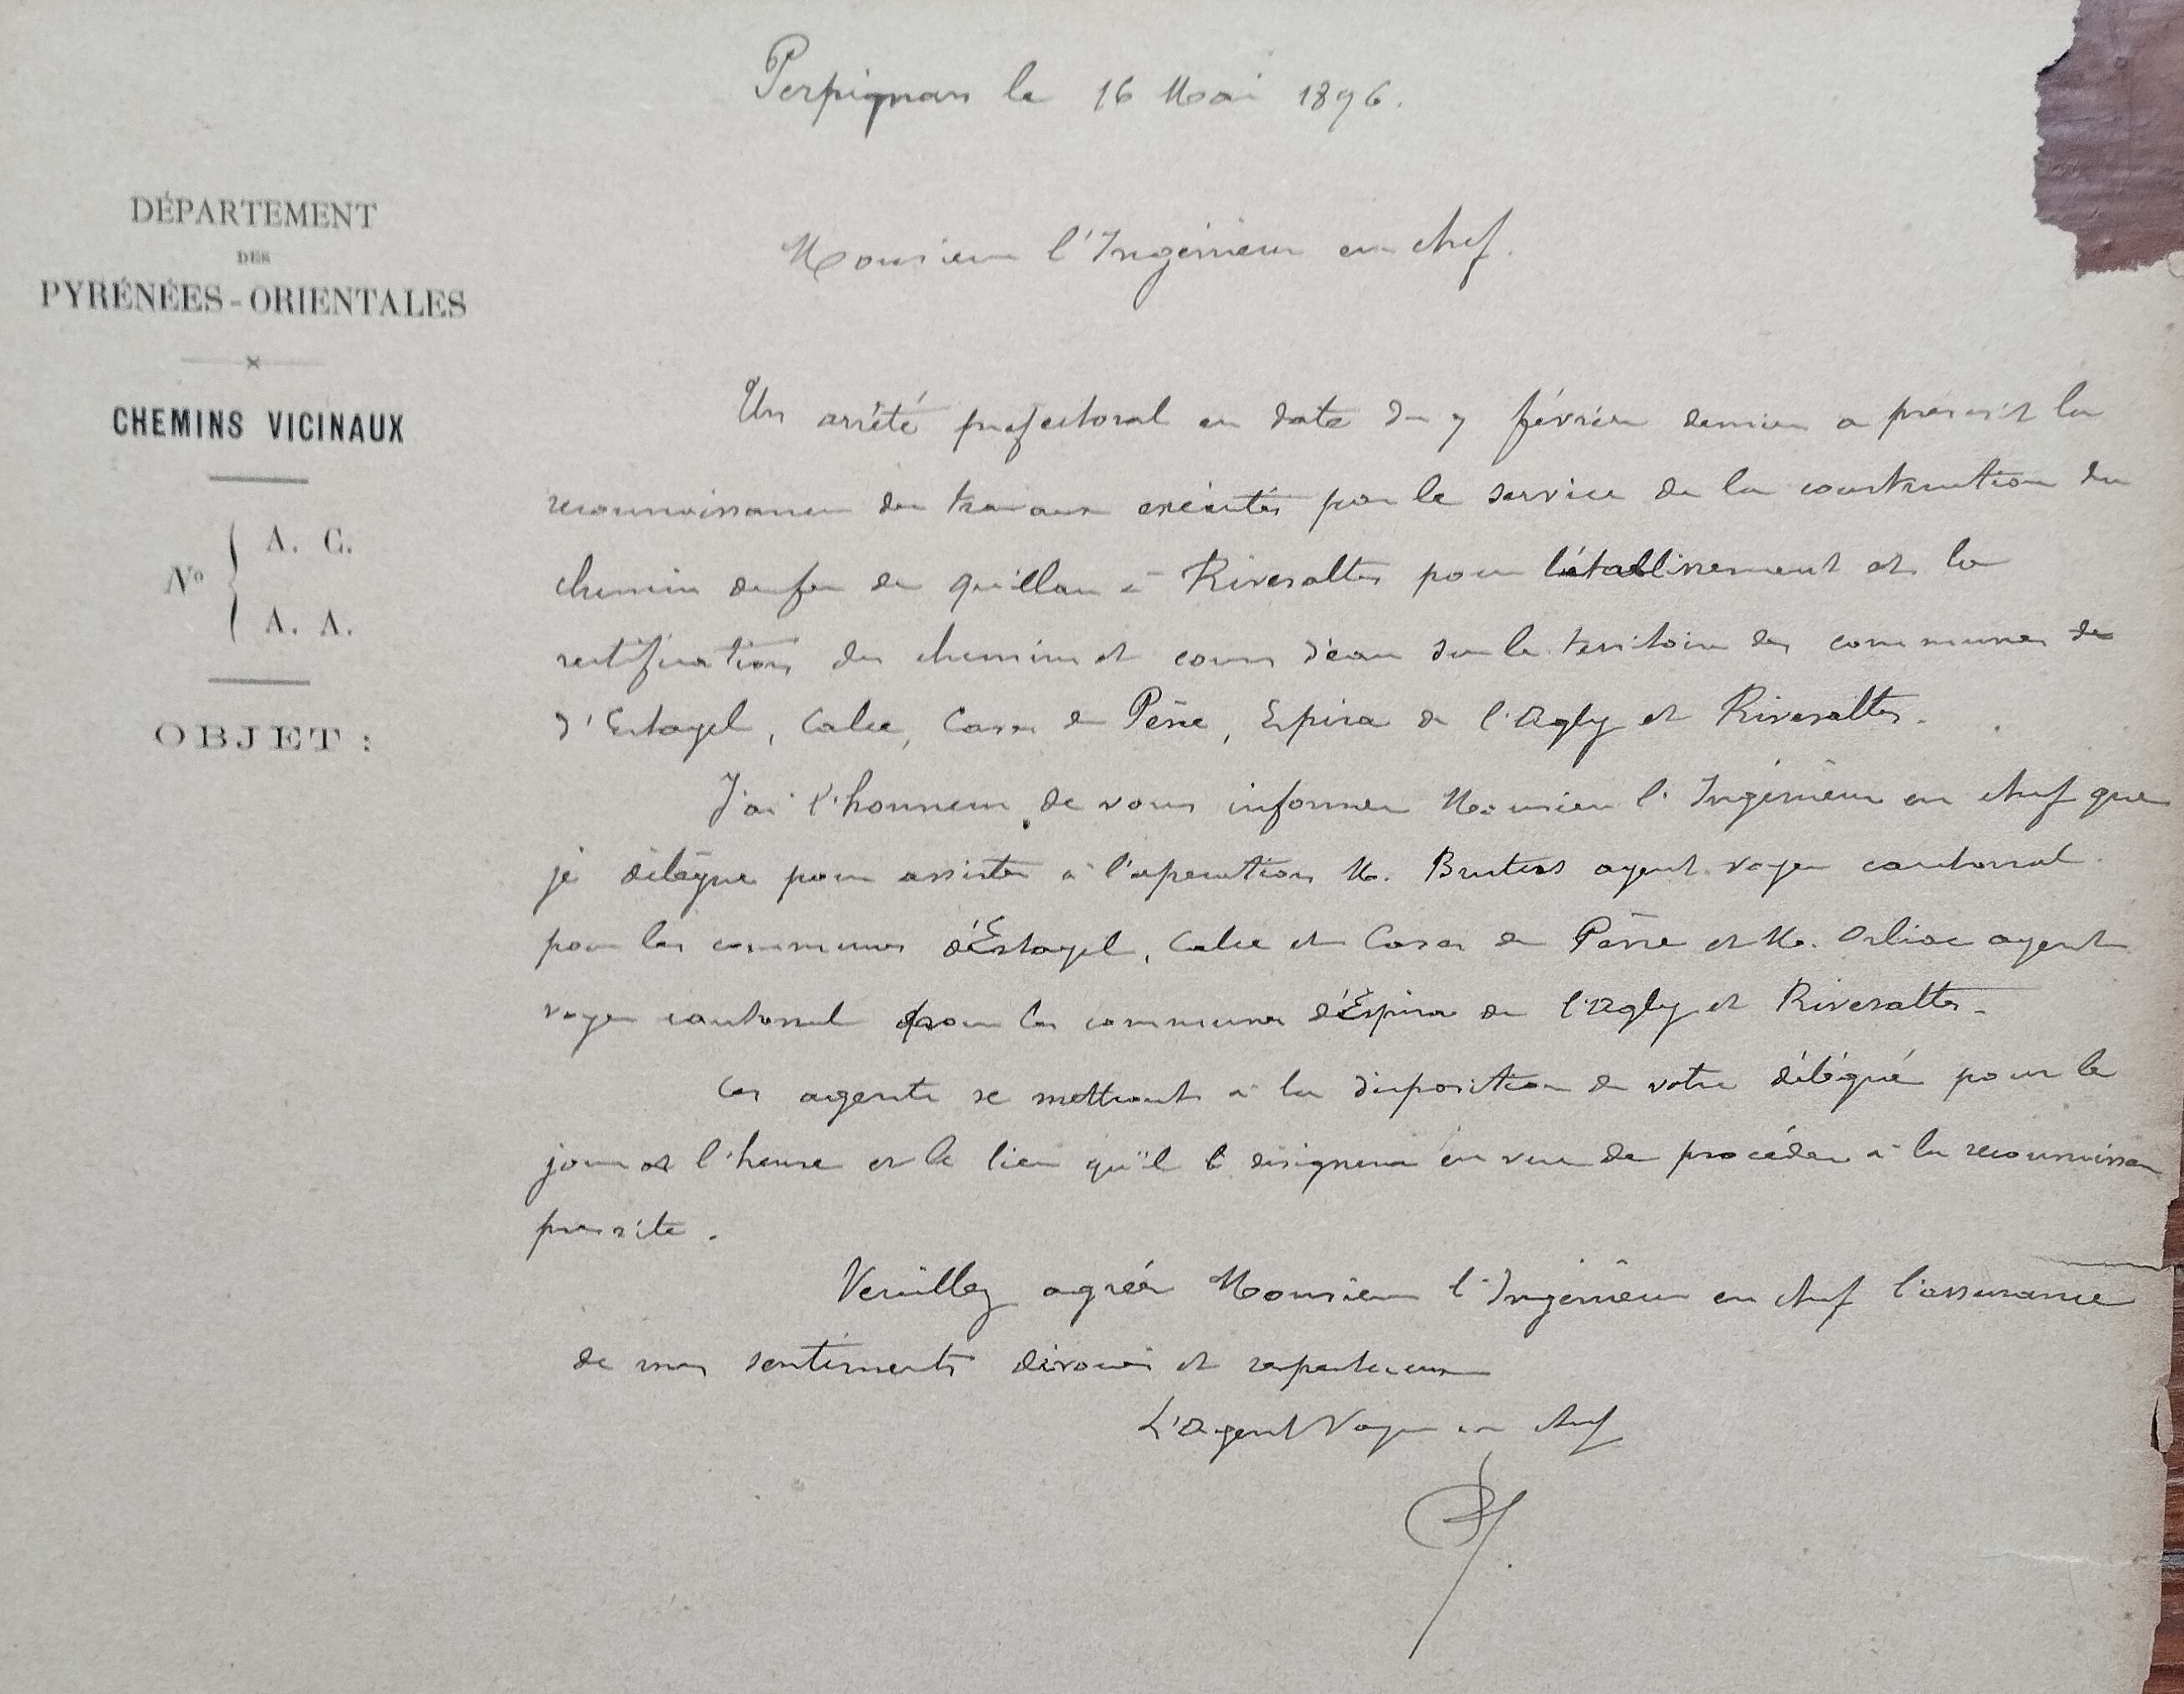 Perpignan le 16 Mai 1896.
DÉPARTEMENT
DES
PYRÉNÉES-ORIENTALES
CHEMINS VICINAUX
No
A. C.
A. A.
OBJET :
Monsieur l'Ingénieur en chef.
Un arrêté préfectoral en date du 7 février dernier a prescrit la
reconnaissance des travaux exécutés par le service de la construction du
chemin de fer de Quillan à Rivesaltes pour l'établissement et la
rectification des chemins et cours d'eau sur le territoire des communes de
d'Estagel, Calce, Cases de Pène, Espira de l'Agly et Rivesaltes.
J'ai l'honneur de vous informer Monsieur l'Ingénieur en chef que
je délègue pour assister à l'opération M. agent voyer cantonal
pour les communes d'Estagel, Calce et Cases de Pène et M. Orliac agent
voyer cantonal pour les communes d'Espira de l'Agly et Rivesaltes.
Ces agents se mettront à la disposition de votre délégué pour le
jour et l'heure et le lieu qu'il désignera en vue de procéder à la reconnaissan
prescrite.
Veuillez agréer Monsieur l'Ingénieur en chef l'assurance
de mes sentiments dévoués et respectueux
L'Agent Voyer en chef